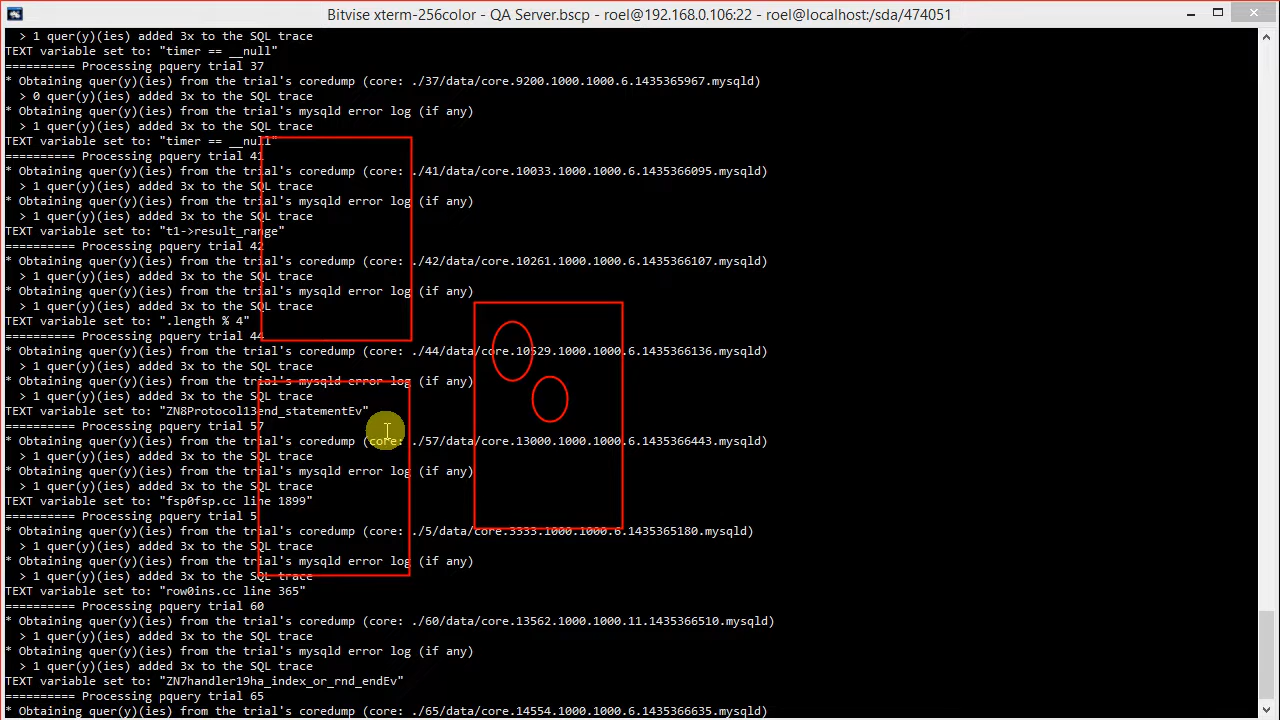 Bitvise xterm-256color - QA Server.bscp - roel@192.168.0.106:22 - roel@localhost:/sda/474051
  > 1 quer(y)(ies) added 3x to the SQL trace
TEXT variable set to: "timer == __null"
========== Processing pquery trial 37
* Obtaining quer(y)(ies) from the trial's coredump (core: ./37/data/core.9200.1000.1000.6.1435365967.mysqld)
  > 0 quer(y)(ies) added 3x to the SQL trace
* Obtaining quer(y)(ies) from the trial's mysqld error log (if any)
  > 1 quer(y)(ies) added 3x to the SQL trace
TEXT variable set to: "timer == __null"
========== Processing pquery trial 41
* Obtaining quer(y)(ies) from the trial's coredump (core: ./41/data/core.10033.1000.1000.6.1435366095.mysqld)
  > 1 quer(y)(ies) added 3x to the SQL trace
* Obtaining quer(y)(ies) from the trial's mysqld error log (if any)
  > 1 quer(y)(ies) added 3x to the SQL trace
TEXT variable set to: "t1->result_range"
========== Processing pquery trial 42
* Obtaining quer(y)(ies) from the trial's coredump (core: ./42/data/core.10261.1000.1000.6.1435366107.mysqld)
  > 1 quer(y)(ies) added 3x to the SQL trace
* Obtaining quer(y)(ies) from the trial's mysqld error log (if any)
  > 1 quer(y)(ies) added 3x to the SQL trace
TEXT variable set to: ".length % 4"
========== Processing pquery trial 44
* Obtaining quer(y)(ies) from the trial's coredump (core: ./44/data/core.10529.1000.1000.6.1435366136.mysqld)
  > 1 quer(y)(ies) added 3x to the SQL trace
* Obtaining quer(y)(ies) from the trial's mysqld error log (if any)
  > 1 quer(y)(ies) added 3x to the SQL trace
TEXT variable set to: "ZN8Protocol13end_statementEv"
========== Processing pquery trial 57
* Obtaining quer(y)(ies) from the trial's coredump (core: ./57/data/core.13000.1000.1000.6.1435366443.mysqld)
  > 1 quer(y)(ies) added 3x to the SQL trace
* Obtaining quer(y)(ies) from the trial's mysqld error log (if any)
  > 1 quer(y)(ies) added 3x to the SQL trace
TEXT variable set to: "fsp0fsp.cc line 1899"
========== Processing pquery trial 5
* Obtaining quer(y)(ies) from the trial's coredump (core: ./5/data/core.3333.1000.1000.6.1435365180.mysqld)
  > 1 quer(y)(ies) added 3x to the SQL trace
* Obtaining quer(y)(ies) from the trial's mysqld error log (if any)
  > 1 quer(y)(ies) added 3x to the SQL trace
TEXT variable set to: "row0ins.cc line 365"
========== Processing pquery trial 60
* Obtaining quer(y)(ies) from the trial's coredump (core: ./60/data/core.13562.1000.1000.11.1435366510.mysqld)
  > 1 quer(y)(ies) added 3x to the SQL trace
* Obtaining quer(y)(ies) from the trial's mysqld error log (if any)
  > 1 quer(y)(ies) added 3x to the SQL trace
TEXT variable set to: "ZN7handler19ha_index_or_rnd_endEv"
========== Processing pquery trial 65
* Obtaining quer(y)(ies) from the trial's coredump (core: ./65/data/core.14554.1000.1000.6.1435366635.mysqld)